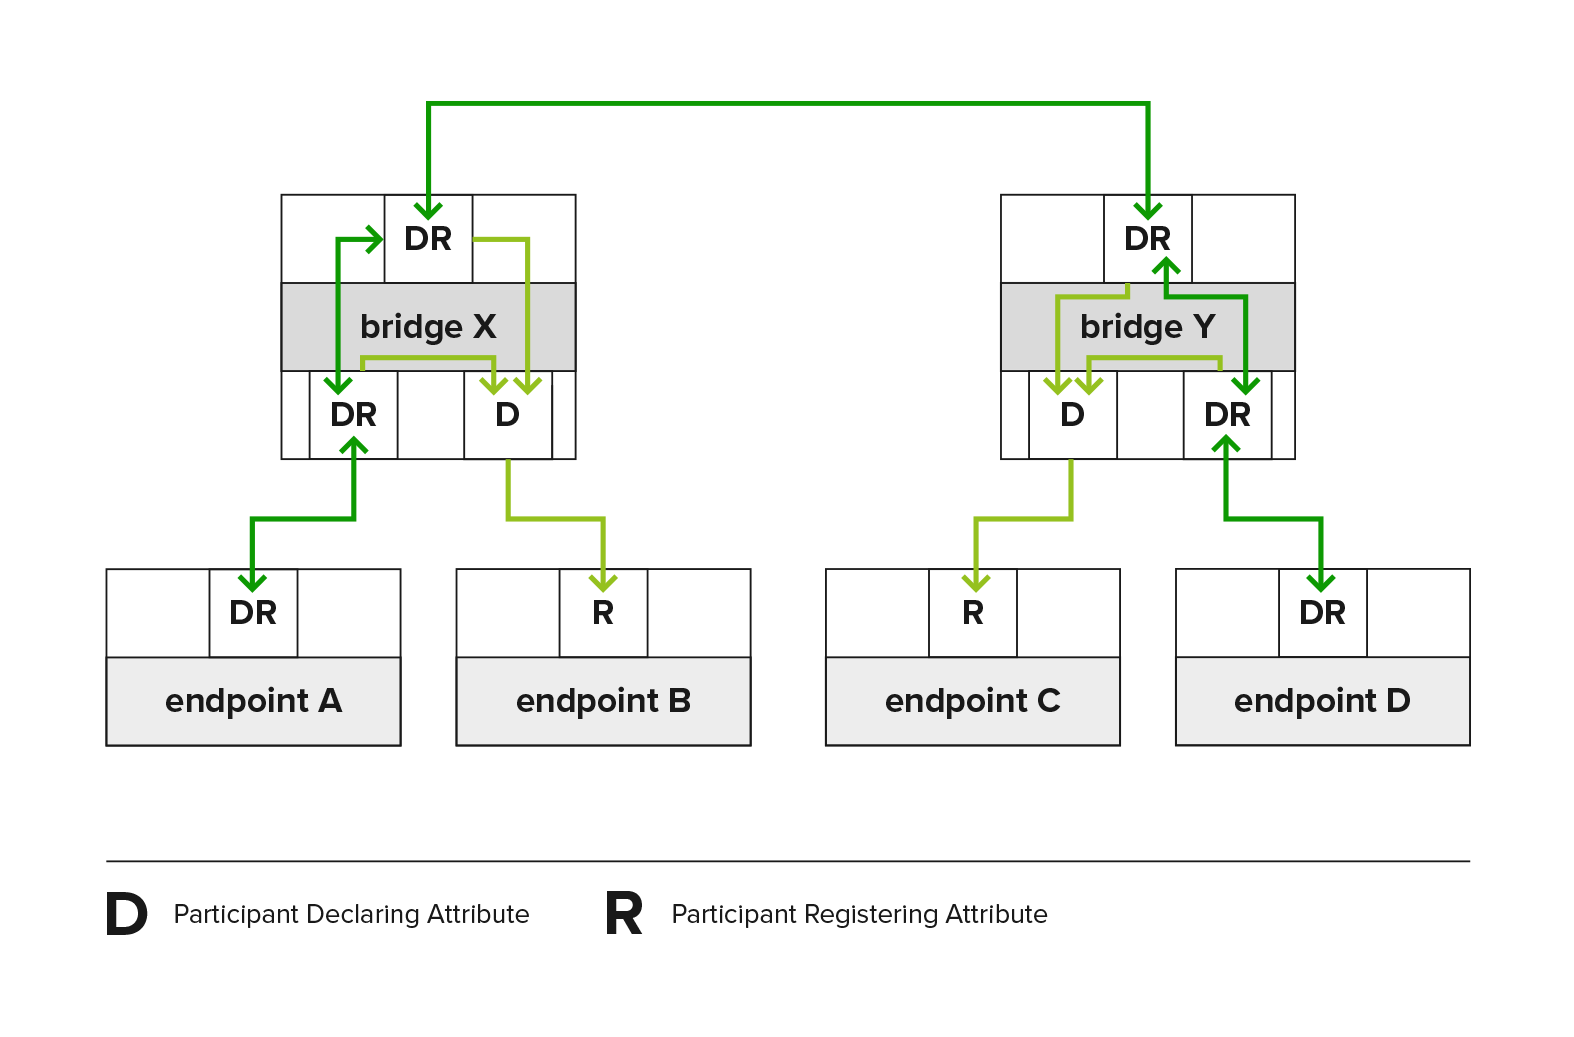 DR
DR
bridge X
bridge Y
DR
D
D
DR
DR
R
R
DR
endpoint A
endpoint B
endpoint C
endpoint D
D Participant Declaring Attribute
R Participant Registering Attribute